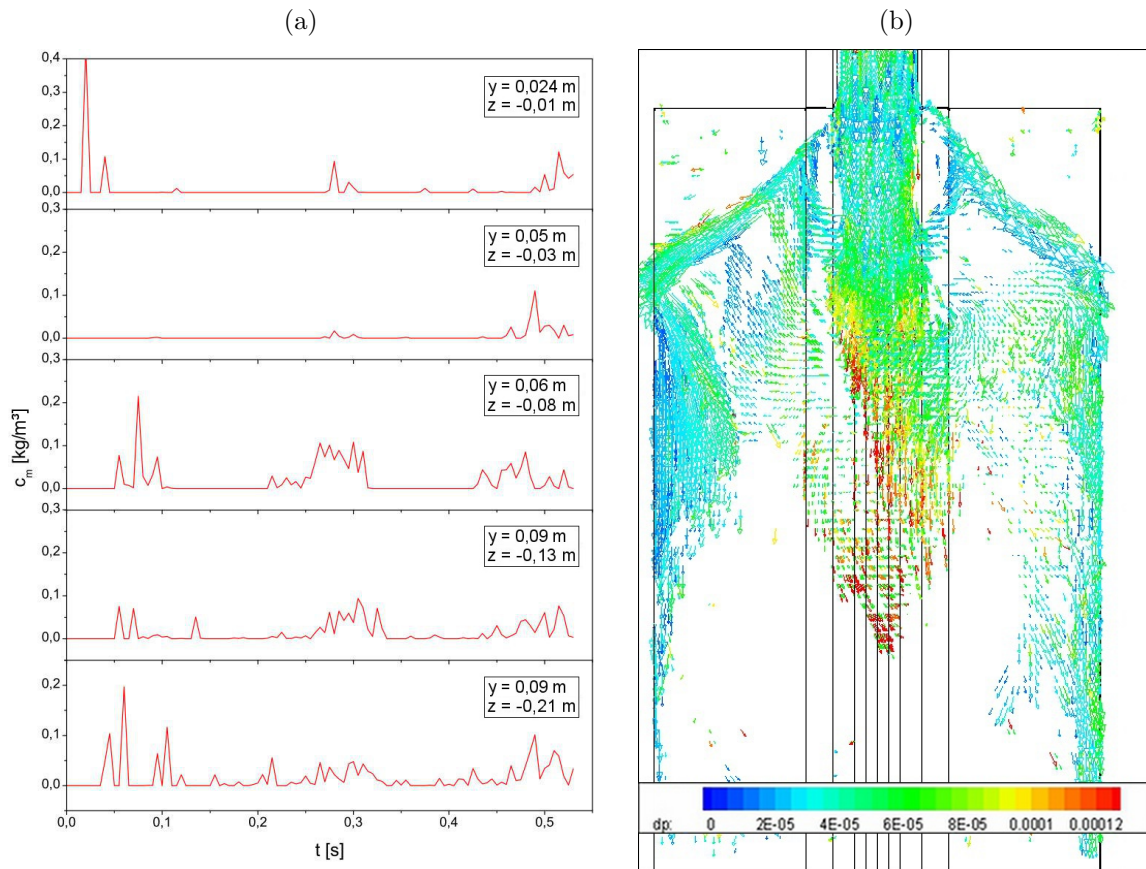 (a)
(b)
0,4
0,3
0,2
0,1
0,0
y = 0,024 m
z = -0,01 m
0,3
0,2
0,1
0,0
y = 0,05 m
z = -0,03 m
0,3
0,2
0,1
0,0
y = 0,06 m
z = -0,08 m
0,3
0,2
0,1
0,0
y = 0,09 m
z = -0,13 m
0,2
0,1
0,0
y = 0,09 m
z = -0,21 m
c_m [kg/m³]
0,0 0,1 0,2 0,3 0,4 0,5
t [s]
dp: 0 2E-05 4E-05 6E-05 8E-05 0.0001 0.00012